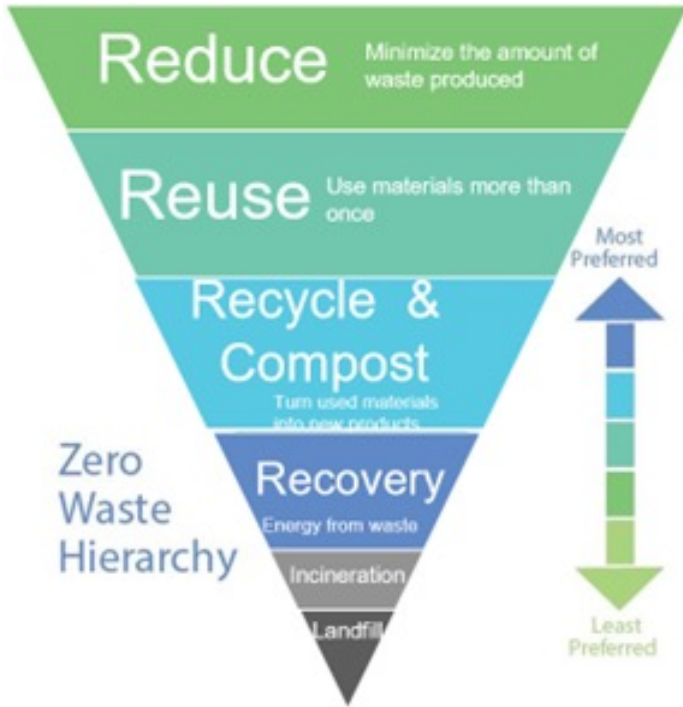 Reduce
Minimize the amount of
waste produced
Reuse
Use materials more than
once
Recycle &
Compost
Turn used materials
into new products
Recovery
Energy from waste
Incineration
Landfill
Zero
Waste
Hierarchy
Most
Preferred
Least
Preferred